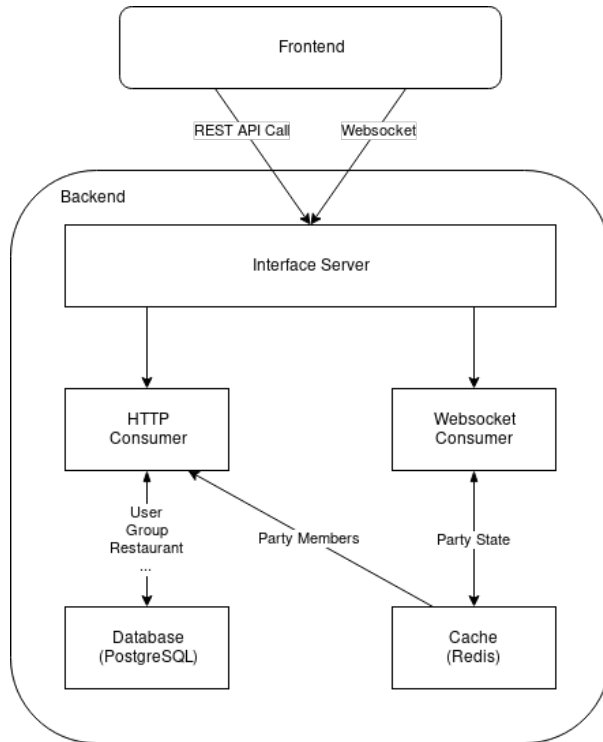 Frontend
REST API Call
Websocket
Backend
Interface Server
HTTP
Consumer
Websocket
Consumer
User
Group
Restaurant
...
Party Members
Party State
Database
(PostgreSQL)
Cache
(Redis)